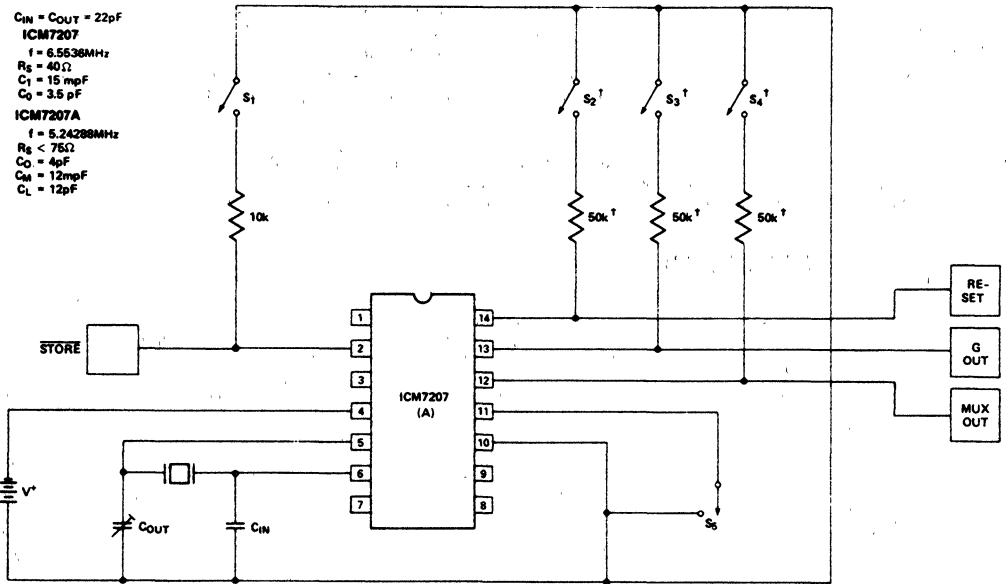 CIN = COUT = 22pF
ICM7207
f = 6.5536MHz
RS = 40Ω
C1 = 15 mpF
C0 = 3.5 pF
ICM7207A
f = 5.24288MHz
RS < 75Ω
CO = 4pF
CM = 12mpF
CL = 12pF
S1
S2†
S3†
S4†
10k
50k†
50k†
50k†
RE-
SET
STORE
1
14
2
13
G
OUT
3
12
ICM7207
(A)
4
11
MUX
OUT
5
10
6
9
7
8
V+
COUT
CIN
S5